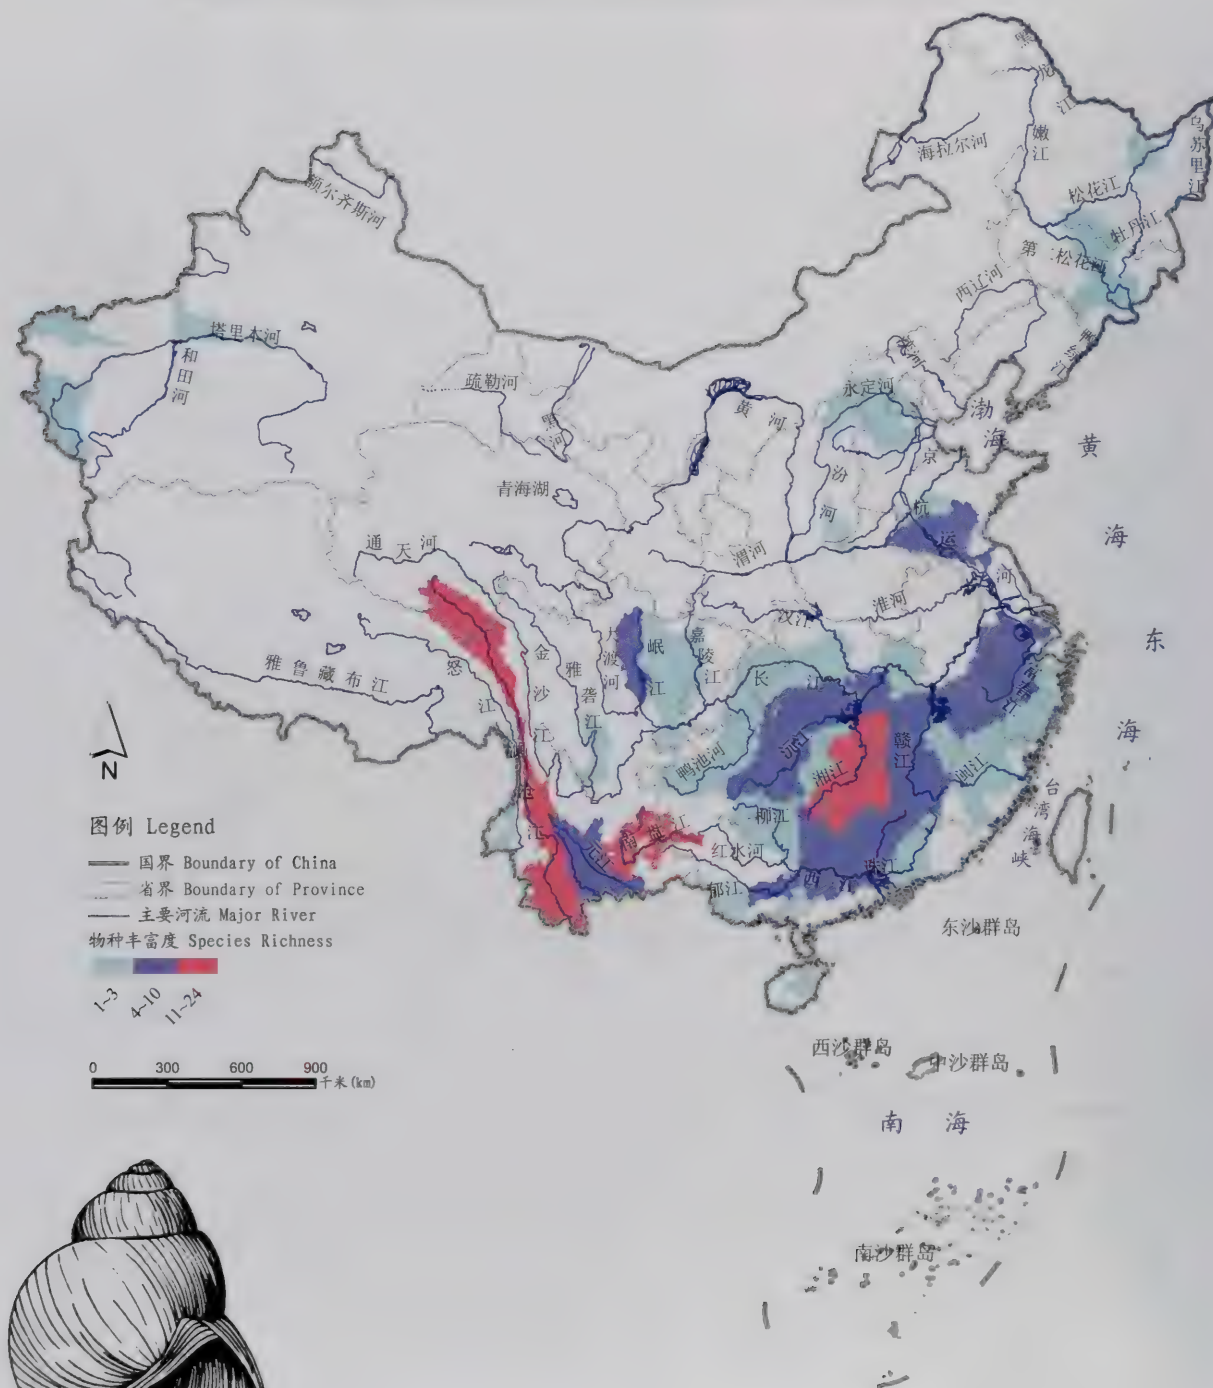 黑龙江
乌苏里江
嫩江
海拉尔河
松花江
牡丹江
第二松花江
额尔齐斯河
西辽河
塔里木河
和田河
疏勒河
黑河
永定河
黄河
渤海
黄海
京杭运河
汾河
青海湖
渭河
通天河
淮河
汉江
嘉陵江
岷江
大渡河
雅砻江
金沙江
怒江
雅鲁藏布江
长江
东海
沅江
赣江
湘江
鸭池河
闽江
台湾海峡
柳江
南盘江
红水河
珠江
西江
郁江
N
图例 Legend
国界 Boundary of China
省界 Boundary of Province
主要河流 Major River
物种丰富度 Species Richness
1~3
4~10
11~24
东沙群岛
0 300 600 900
千米(km)
西沙群岛
中沙群岛
南海
南沙群岛